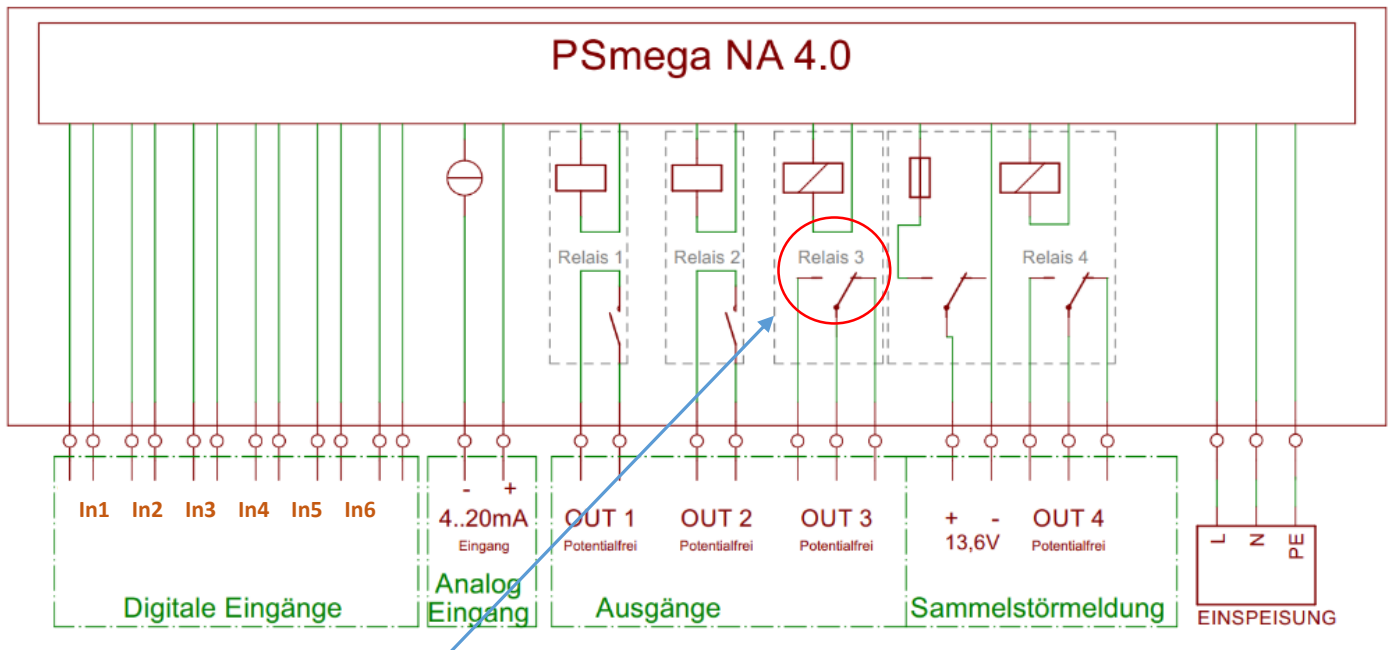 PSmega NA 4.0
Relais 1
Relais 2
Relais 3
Relais 4
In1 In2 In3 In4 In5 In6
- +
4..20mA
Eingang
Analog
Eingang
Digitale Eingänge
OUT 1
Potentialfrei
OUT 2
Potentialfrei
OUT 3
Potentialfrei
Ausgänge
+ -
13,6V
OUT 4
Potentialfrei
Sammelstörmeldung
L
N
PE
EINSPEISUNG